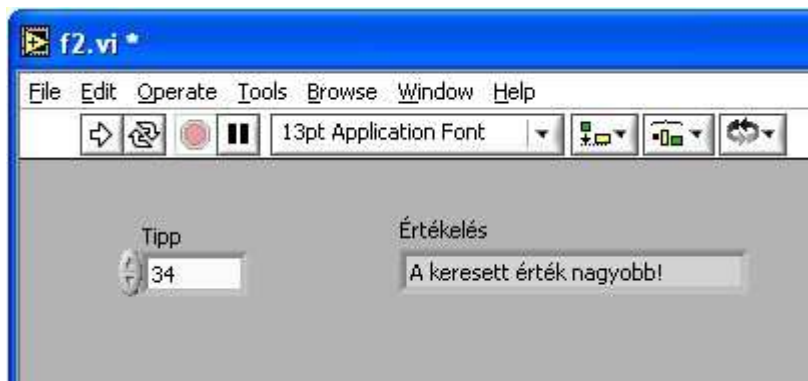 f2.vi *
File Edit Operate Tools Browse Window Help
13pt Application Font
Tipp
Értékelés
34
A keresett érték nagyobb!